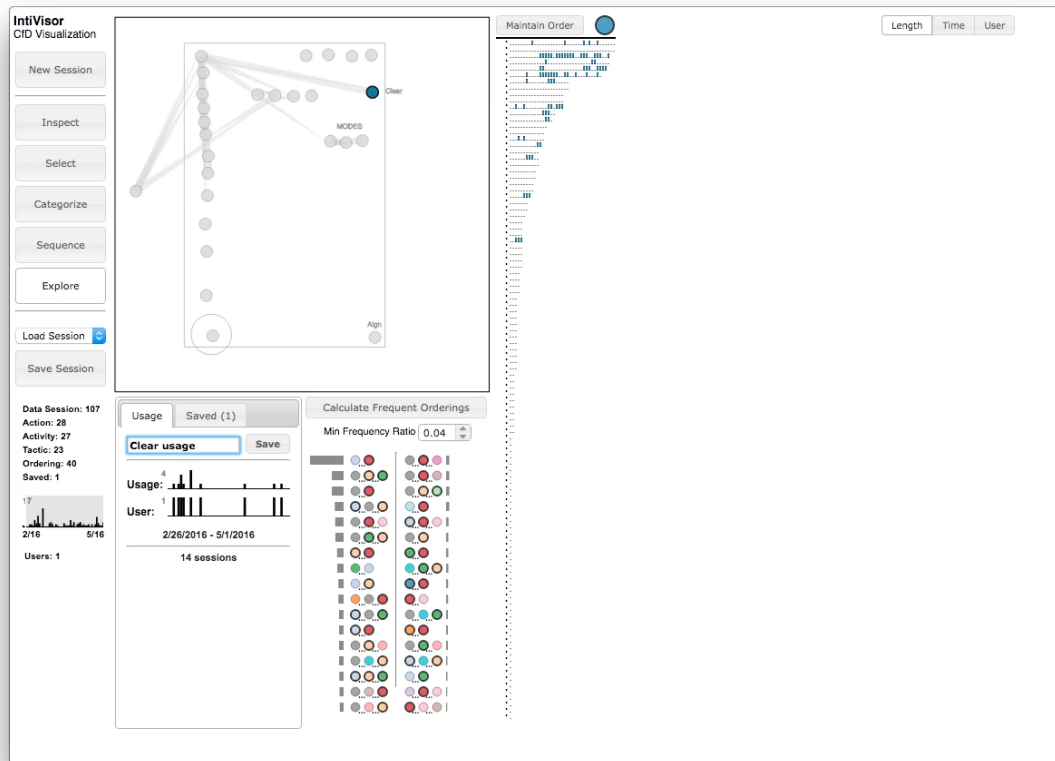 IntiVisor
CfD Visualization
New Session
Inspect
Select
Categorize
Sequence
Explore
Load Session
Save Session
Data Session: 107
Action: 28
Activity: 27
Tactic: 23
Ordering: 40
Saved: 1
17
2/16 5/16
Users: 1
Clear
MODES
Align
Usage Saved (1)
Clear usage Save
4
Usage:
1
User:
2/26/2016 - 5/1/2016
14 sessions
Calculate Frequent Orderings
Min Frequency Ratio 0.04
Maintain Order
Length Time User